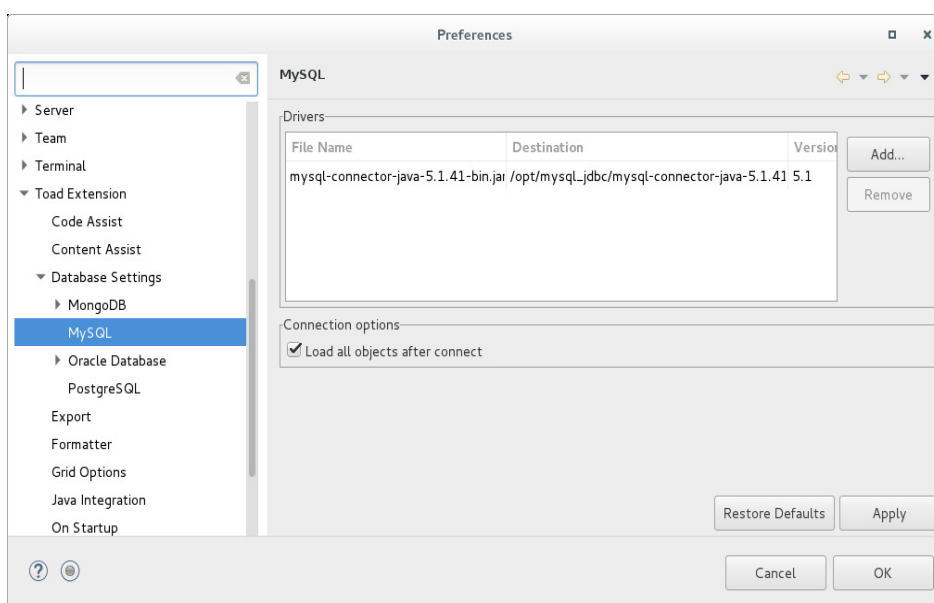 Preferences
MySQL
Server
Team
Terminal
Toad Extension
Code Assist
Content Assist
Database Settings
MongoDB
MySQL
Oracle Database
PostgreSQL
Export
Formatter
Grid Options
Java Integration
On Startup
Drivers
File Name Destination Version
mysql-connector-java-5.1.41-bin.jar /opt/mysql_jdbc/mysql-connector-java-5.1.41 5.1
Add...
Remove
Connection options
Load all objects after connect
Restore Defaults Apply
Cancel OK